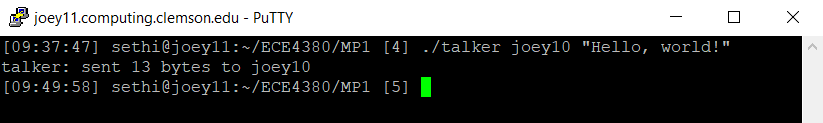 joey11.computing.clemson.edu - PuTTY
[09:37:47] sethi@joey11:~/ECE4380/MP1 [4] ./talker joey10 "Hello, world!"
talker: sent 13 bytes to joey10
[09:49:58] sethi@joey11:~/ECE4380/MP1 [5]